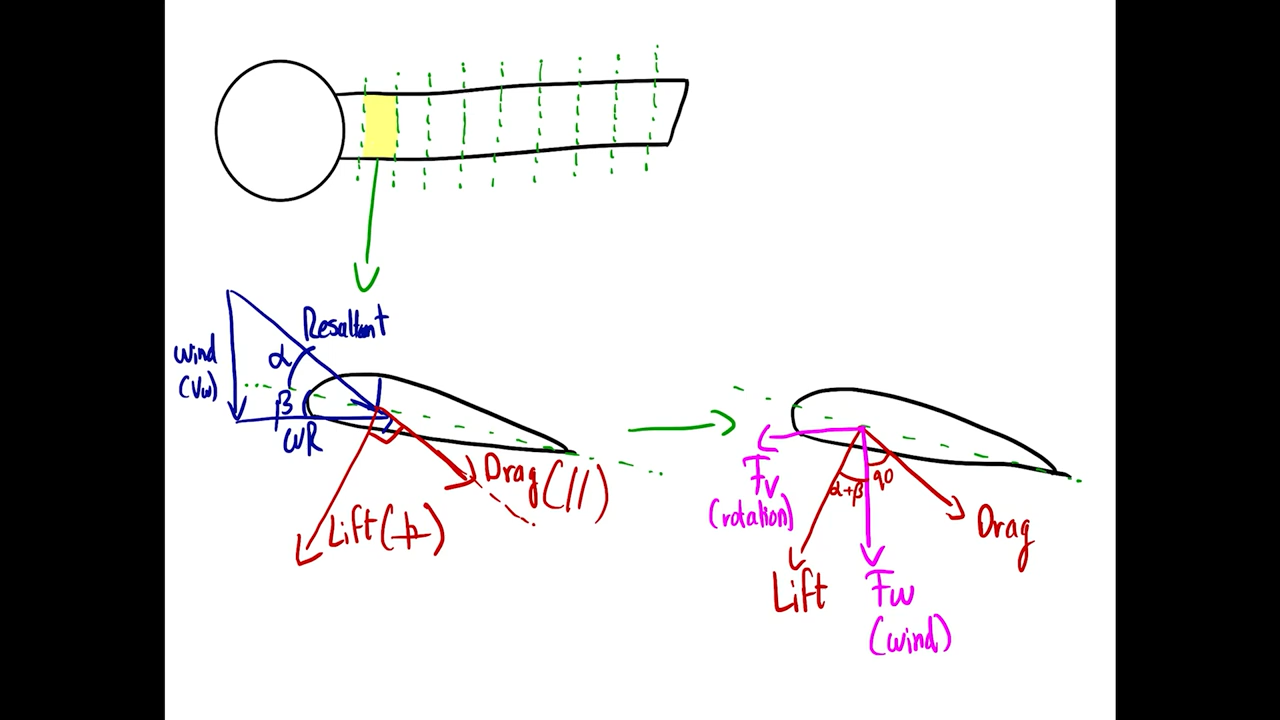 Resultant
wind
(Vw)
α
β
ωR
Drag (//)
Lift (⊥)
Fv
(rotation)
α+β
90
Drag
Lift
Fw
(wind)